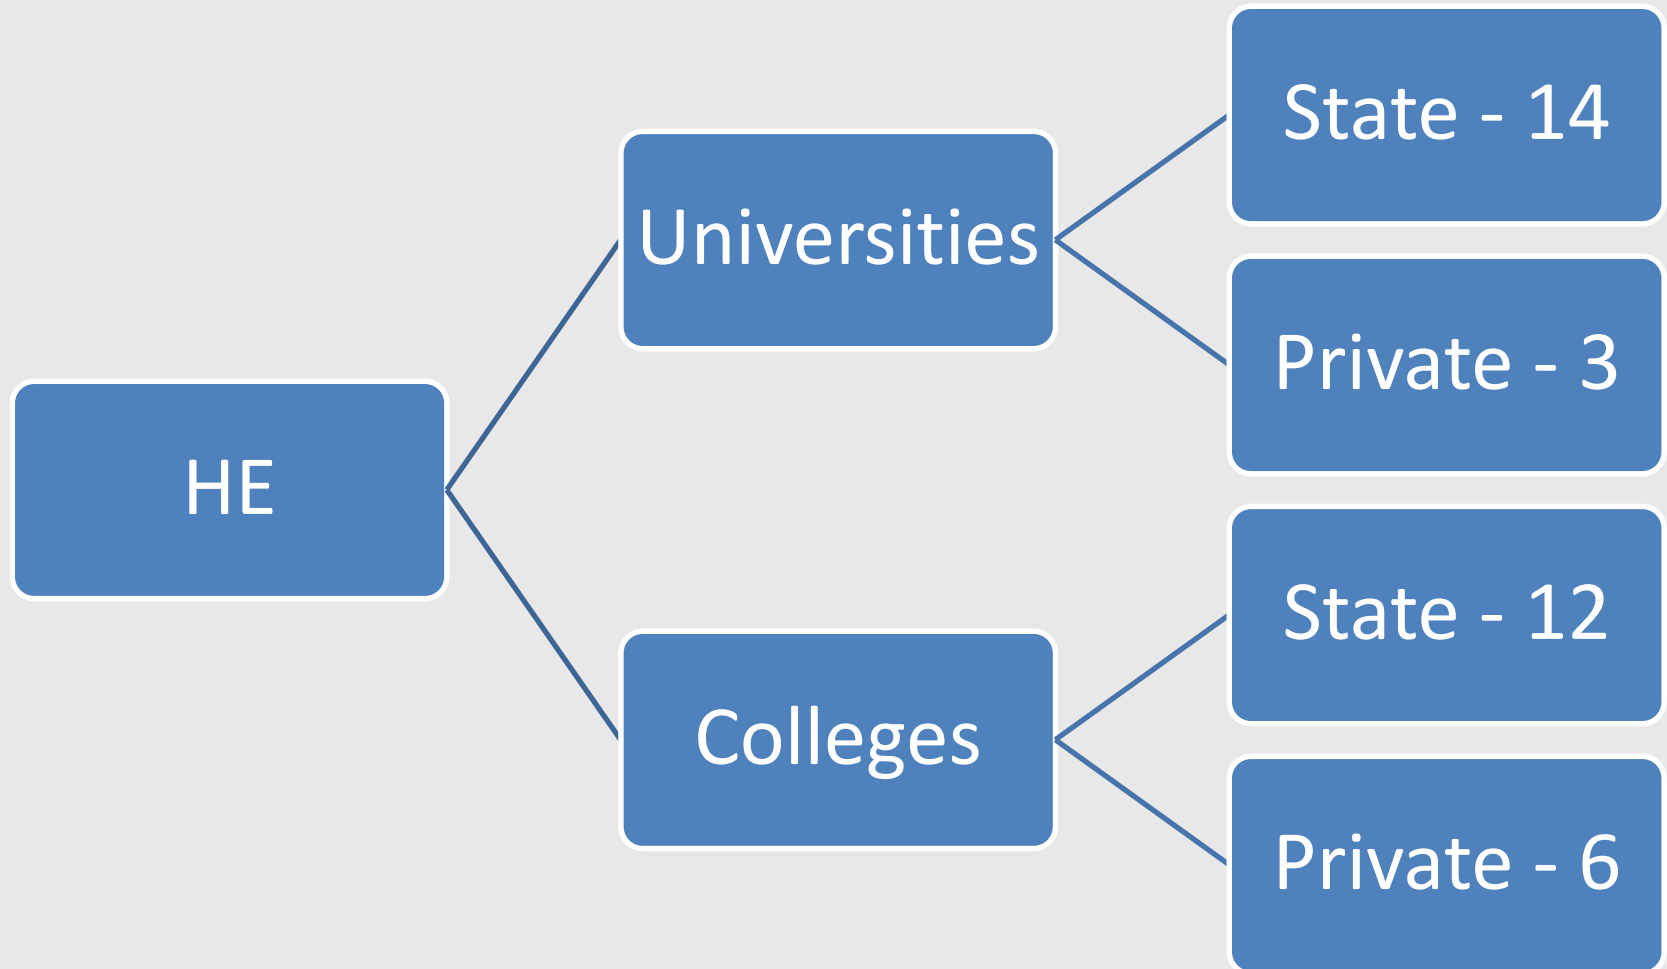 HE
Universities
State - 14
Private - 3
Colleges
State - 12
Private - 6